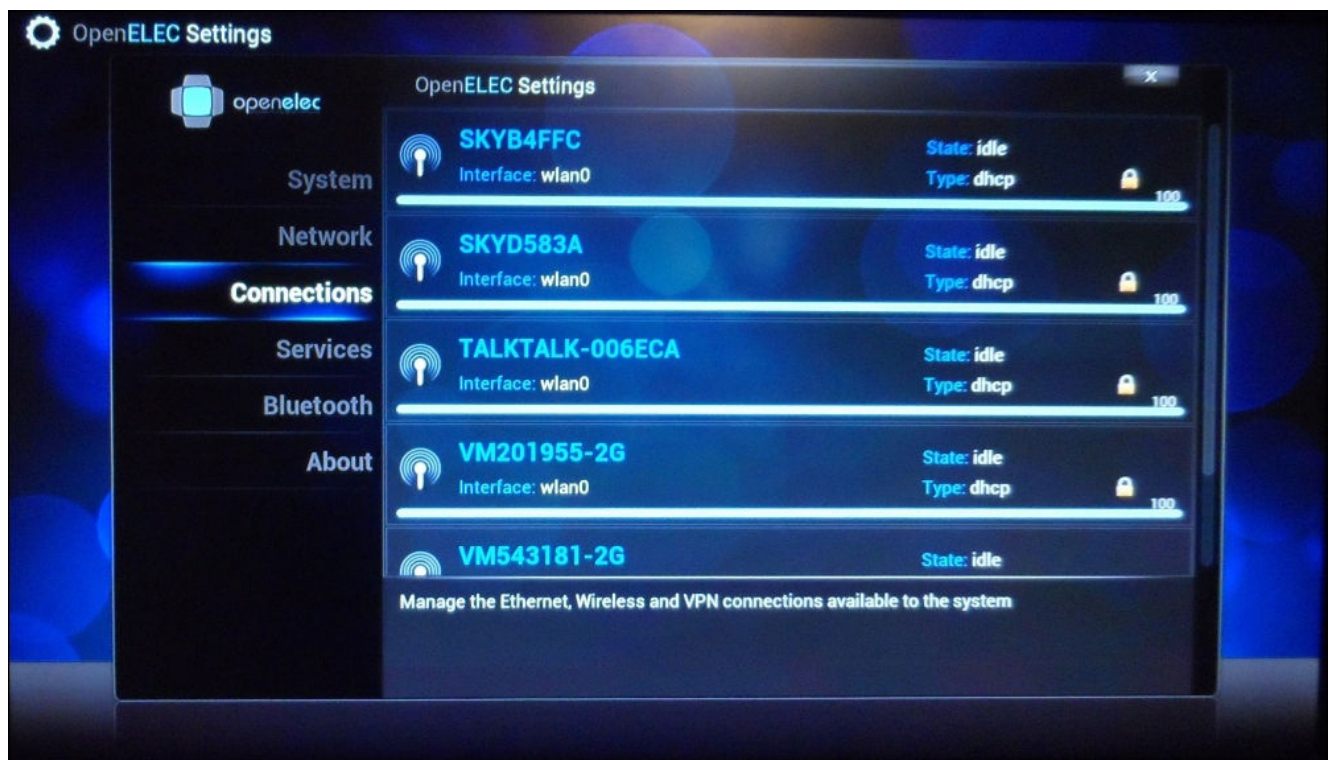 OpenELEC Settings
openelec
System
Network
Connections
Services
Bluetooth
About
OpenELEC Settings
x
SKYB4FFC
State: idle
Interface: wlan0
Type: dhcp
100
SKYD583A
State: idle
Interface: wlan0
Type: dhcp
100
TALKTALK-006ECA
State: idle
Interface: wlan0
Type: dhcp
100
VM201955-2G
State: idle
Interface: wlan0
Type: dhcp
100
VM543181-2G
State: idle
Manage the Ethernet, Wireless and VPN connections available to the system